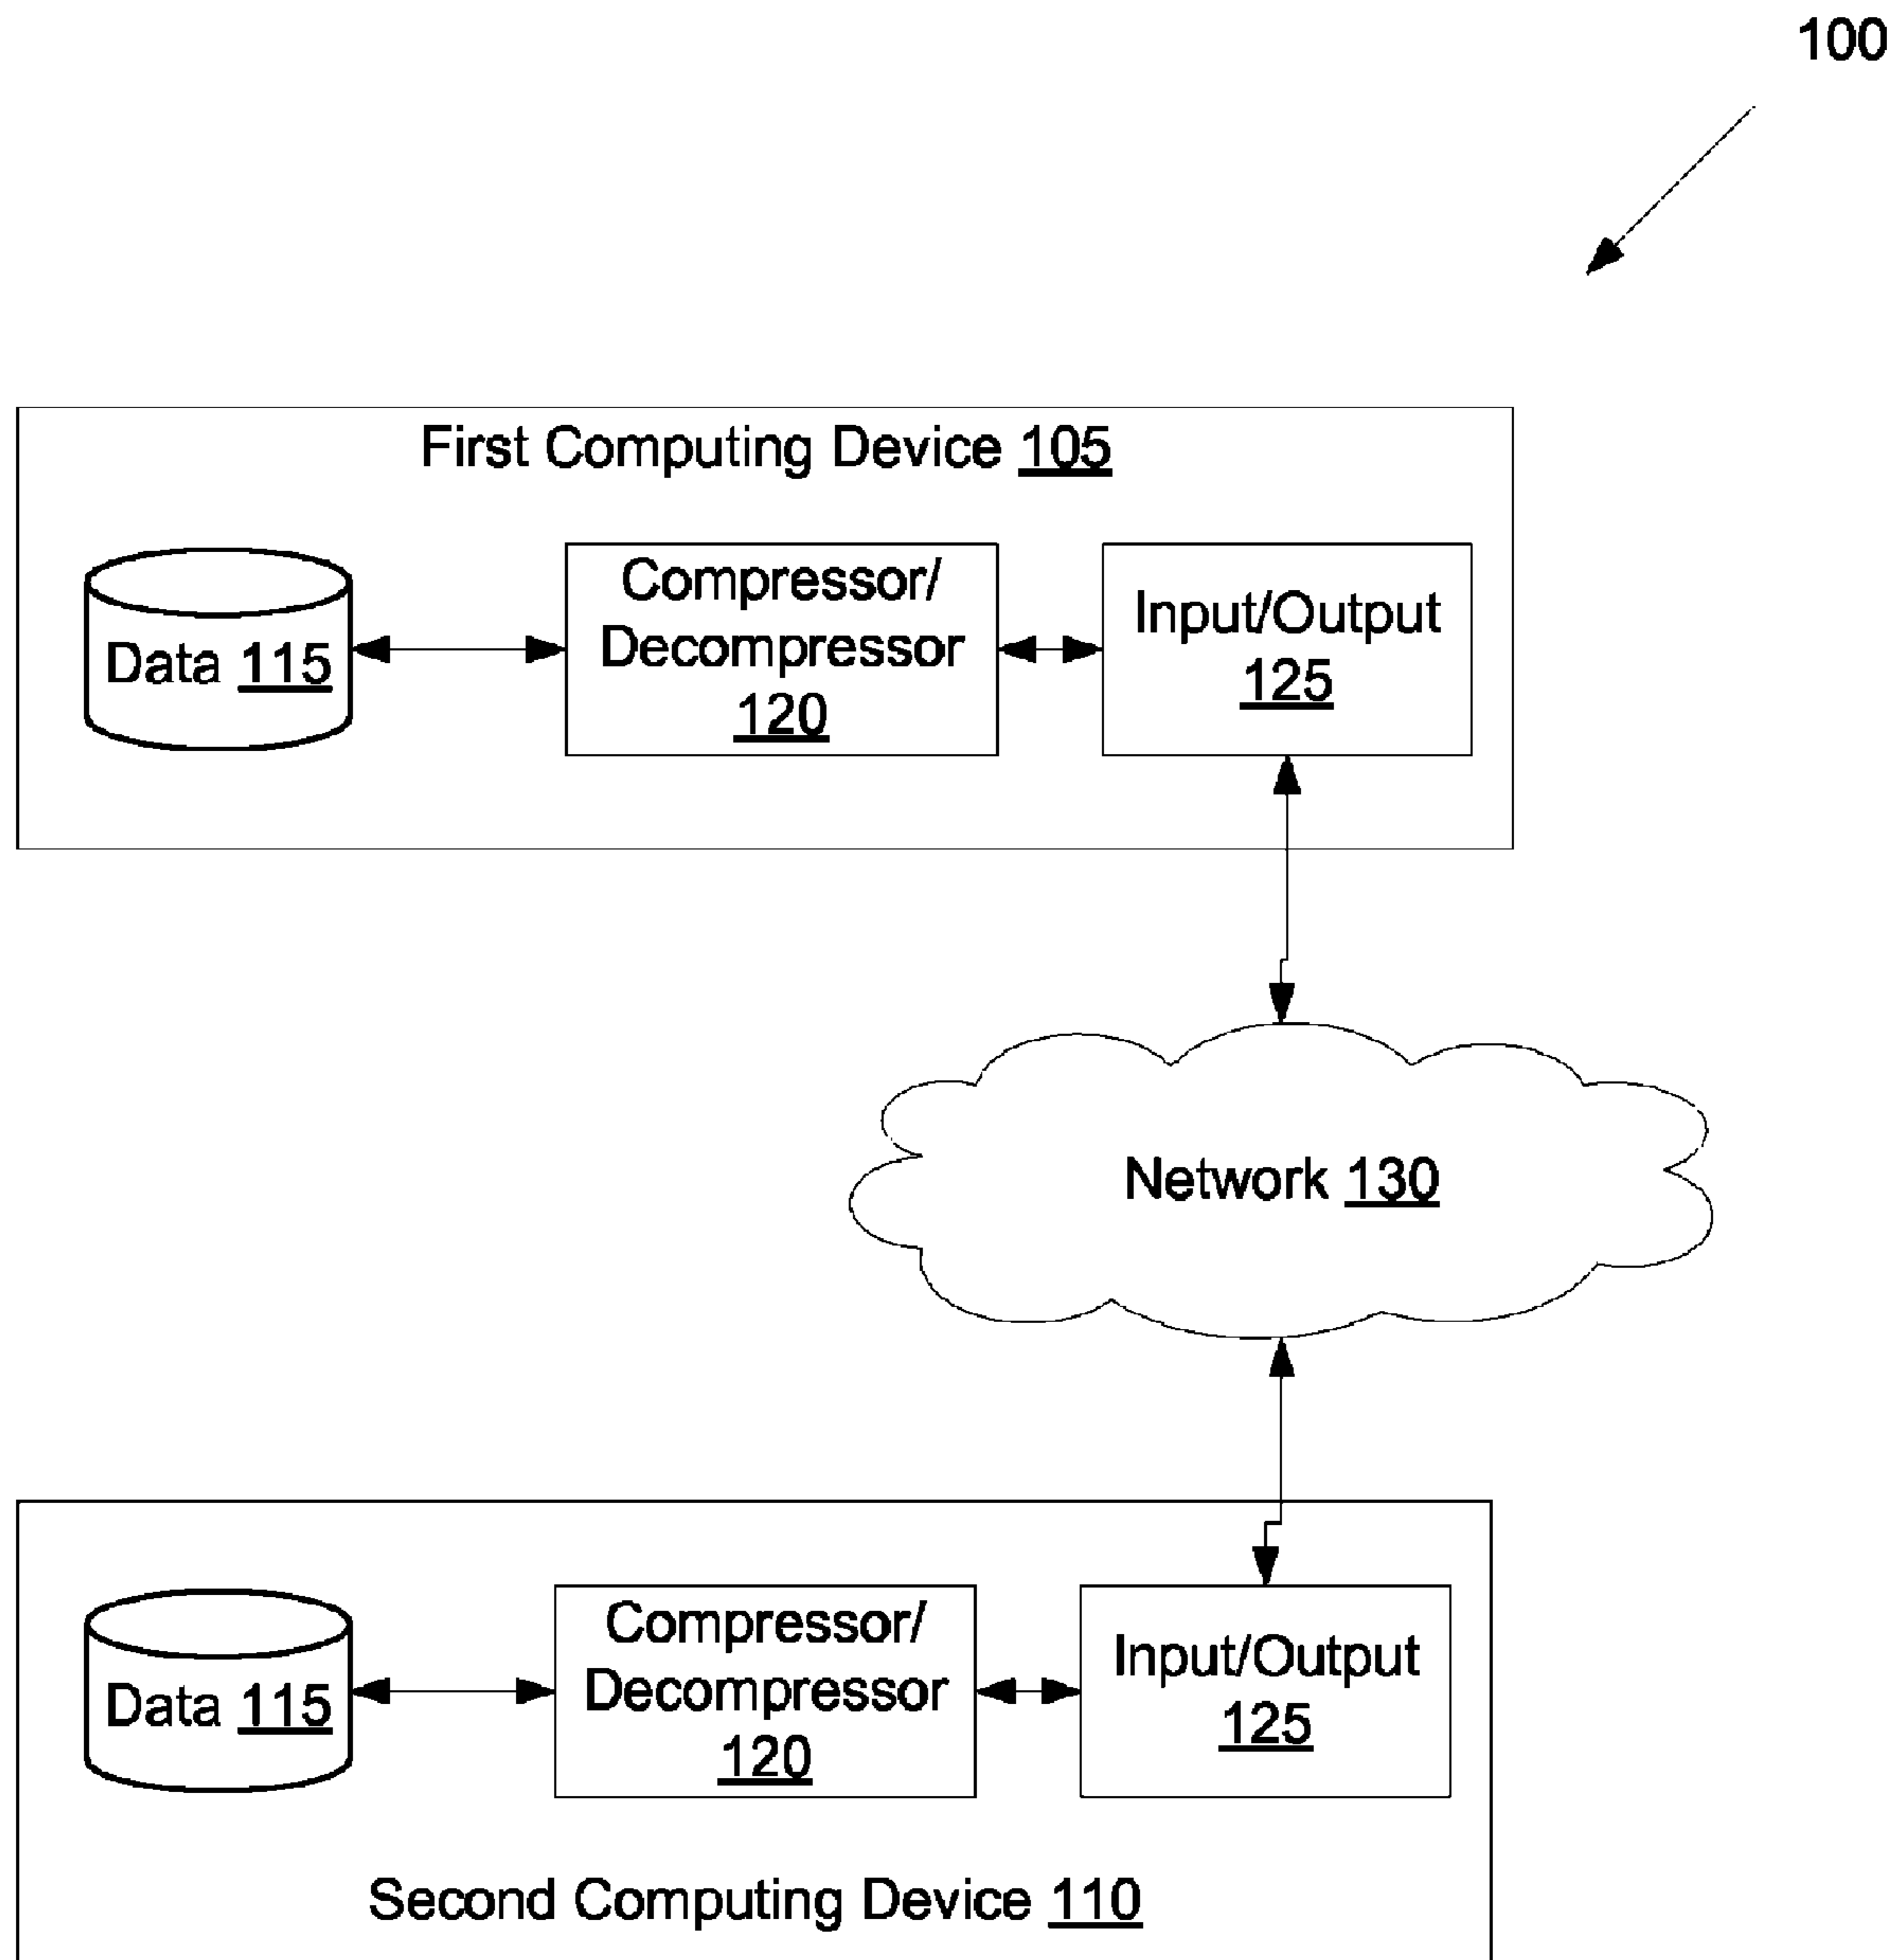 100
First Computing Device 105
Data 115
Compressor/
Decompressor
120
Input/Output
125
Network 130
Data 115
Compressor/
Decompressor
120
Input/Output
125
Second Computing Device 110